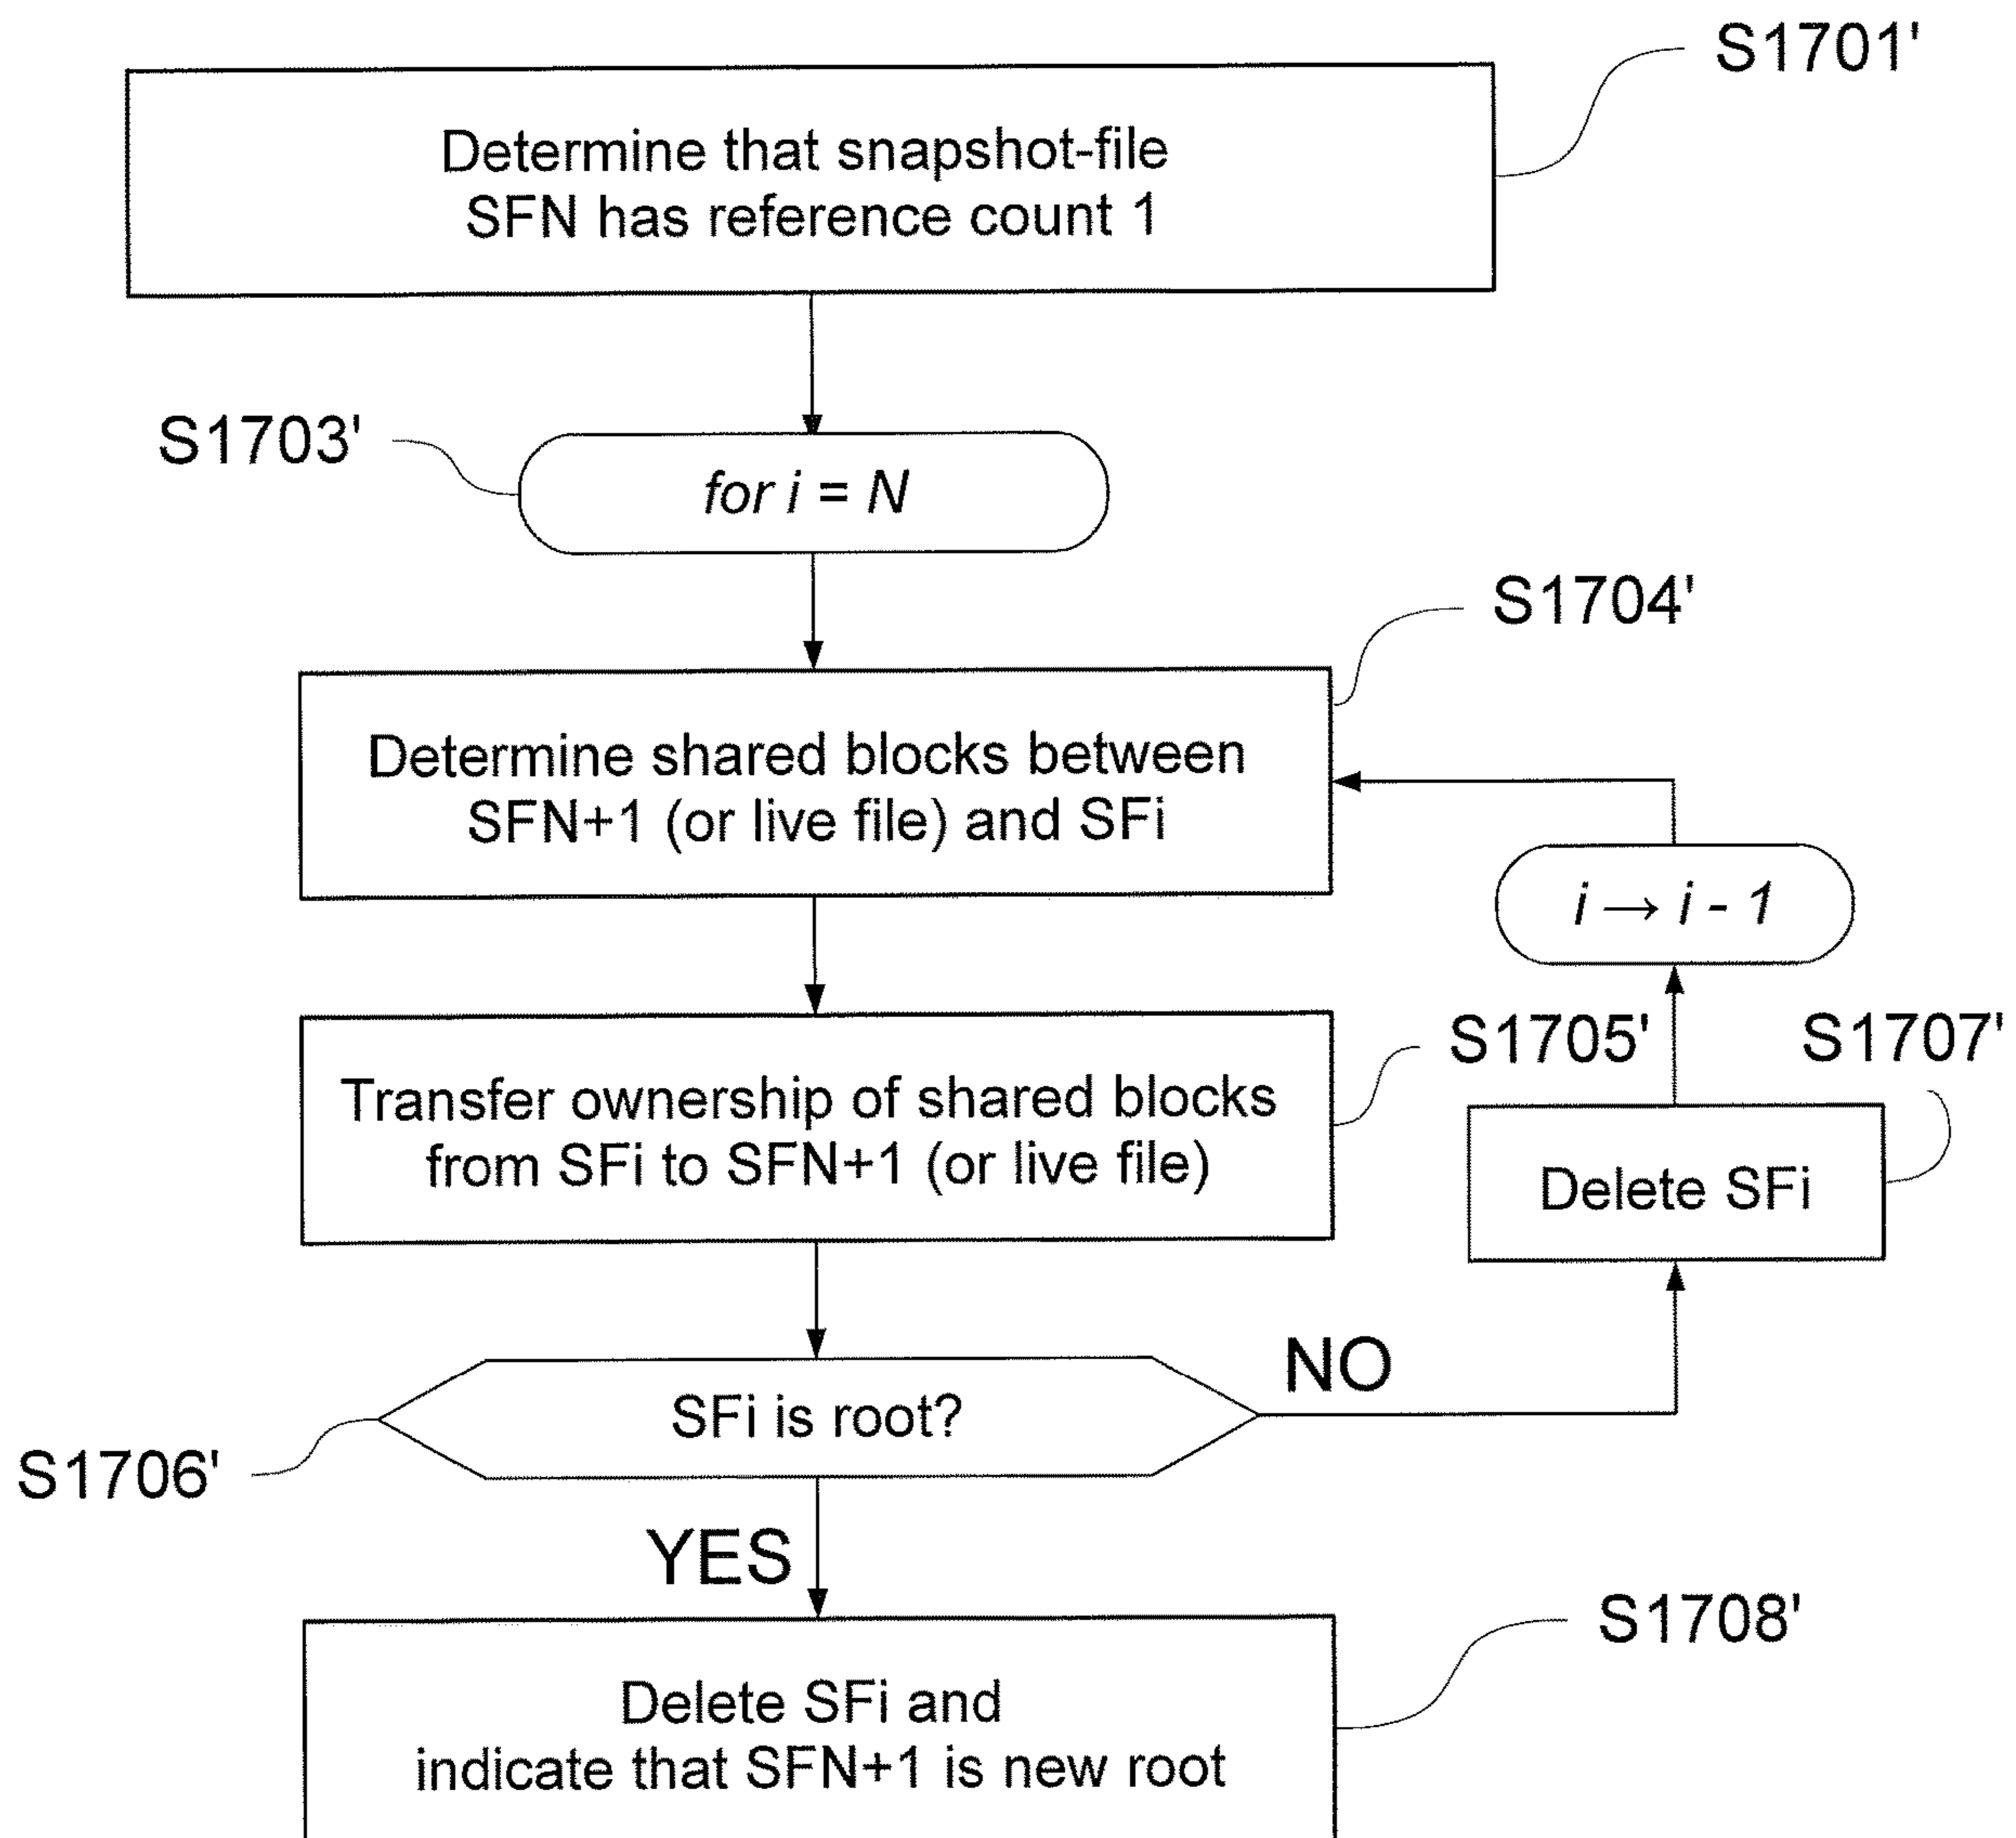 S1701'
Determine that snapshot-file
SFN has reference count 1
S1703'
for i = N
S1704'
Determine shared blocks between
SFN+1 (or live file) and SFi
i → i - 1
S1705'
S1707'
Transfer ownership of shared blocks
from SFi to SFN+1 (or live file)
Delete SFi
NO
SFi is root?
S1706'
YES
S1708'
Delete SFi and
indicate that SFN+1 is new root